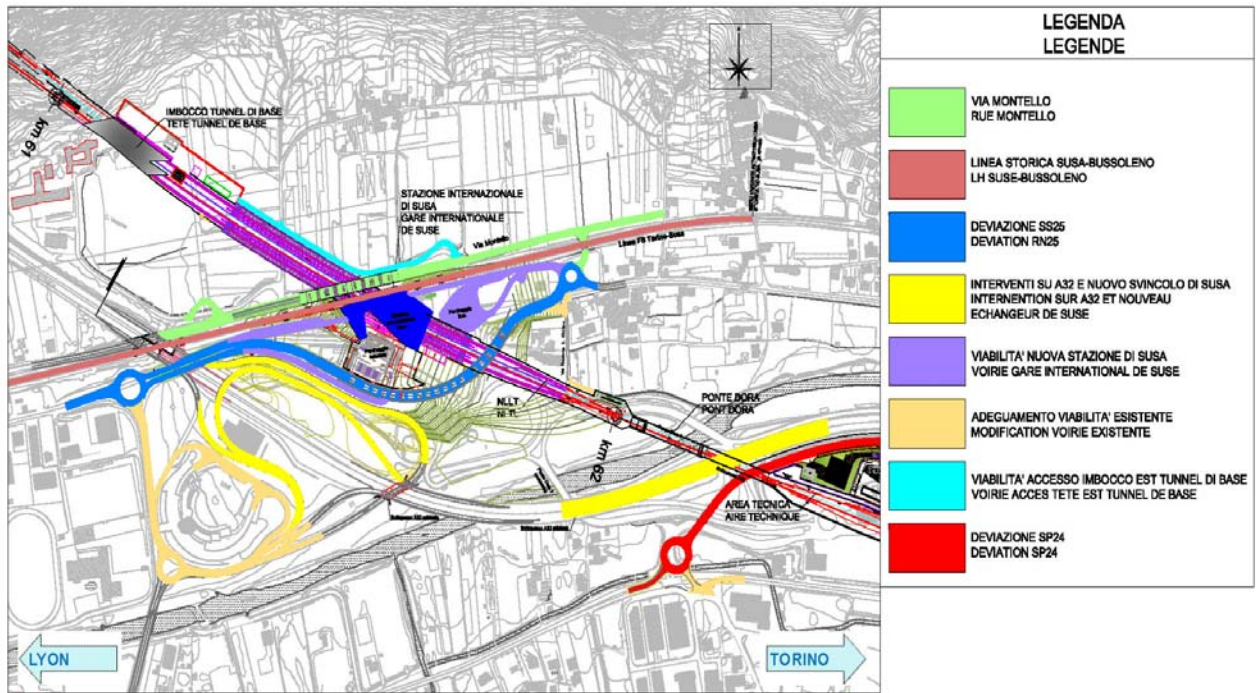 IMBOCCO TUNNEL DI BASE
TETE TUNNEL DE BASE
km 61
STAZIONE INTERNAZIONALE
DI SUSA
GARE INTERNATIONALE
DE SUSE
Via Montello
Linea FS Torino-Susa
NLLT
NLTL
PONTE DORA
PONT DORA
km 62
AREA TECNICA
AIRE TECHNIQUE
LYON
TORINO
LEGENDA
LEGENDE
VIA MONTELLO
RUE MONTELLO
LINEA STORICA SUSA-BUSSOLENO
LH SUSE-BUSSOLENO
DEVIAZIONE SS25
DEVIATION RN25
INTERVENTI SU A32 E NUOVO SVINCOLO DI SUSA
INTERNENTION SUR A32 ET NOUVEAU
ECHANGEUR DE SUSE
VIABILITA' NUOVA STAZIONE DI SUSA
VOIRIE GARE INTERNATIONAL DE SUSE
ADEGUAMENTO VIABILITA' ESISTENTE
MODIFICATION VOIRIE EXISTENTE
VIABILITA' ACCESSO IMBOCCO EST TUNNEL DI BASE
VOIRIE ACCES TETE EST TUNNEL DE BASE
DEVIAZIONE SP24
DEVIATION SP24